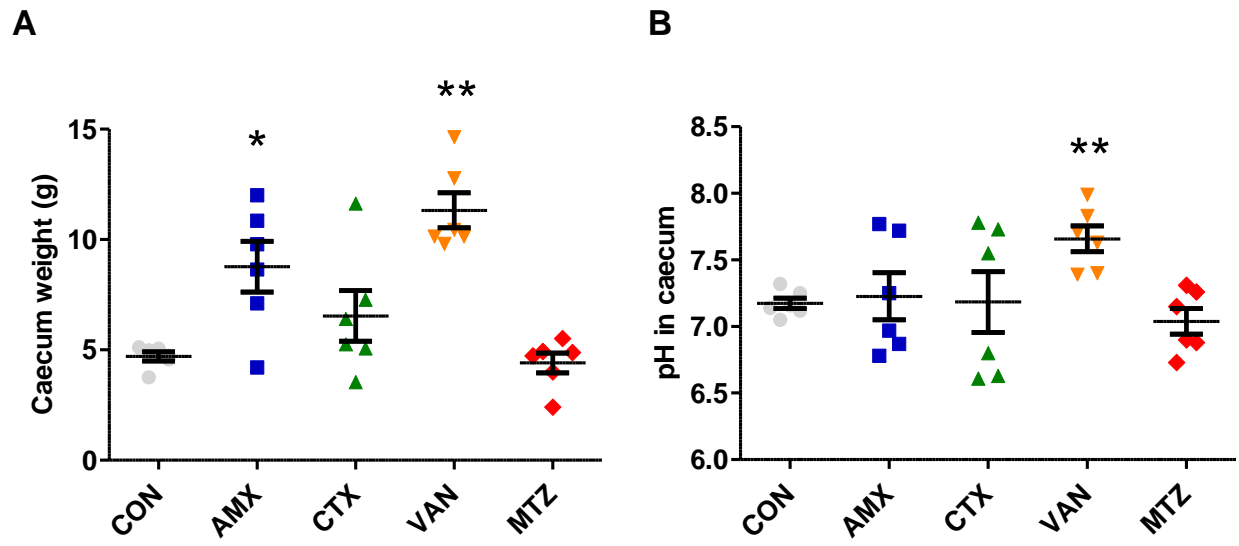 A
B
Caecum weight (g)
15
10
5
0
*
**
CON
AMX
CTX
VAN
MTZ
pH in caecum
8.5
8.0
7.5
7.0
6.5
6.0
**
CON
AMX
CTX
VAN
MTZ